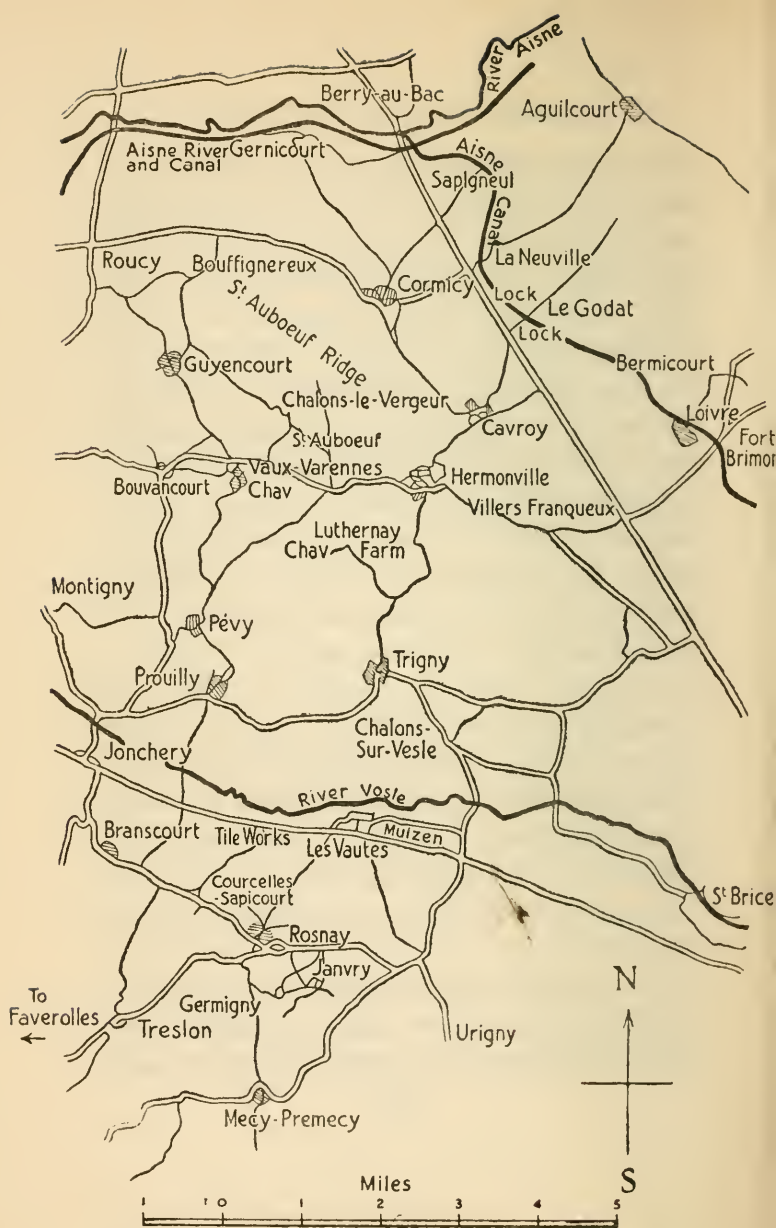 River Aisne
Berry-au-Bac
Aguilcourt
Aisne River
and Canal
Gernicourt
Aisne
Canal
Sapigneul
La Neuville
Roucy
Bouffignereux
Cormicy
Lock
Le Godat
Lock
St Auboeuf Ridge
Guyencourt
Bermicourt
Chalons-le-Vergeur
Cavroy
Loivre
Fort
Brimon
St Auboeuf
Vaux-Varennes
Hermonville
Bouvancourt
Chav
Villers Franqueux
Luthernay
Chav Farm
Montigny
Pévy
Trigny
Prouilly
Chalons-
Sur-Vesle
Jonchery
River Vosle
Branscourt
Tile Works
Les Vautes
Muizen
St Brice
Courcelles
-Sapicourt
Rosnay
Janvry
To
Faverolles
Germigny
Treslon
Urigny
N
Mecy-Premecy
S
Miles
1 0 1 2 3 4 5